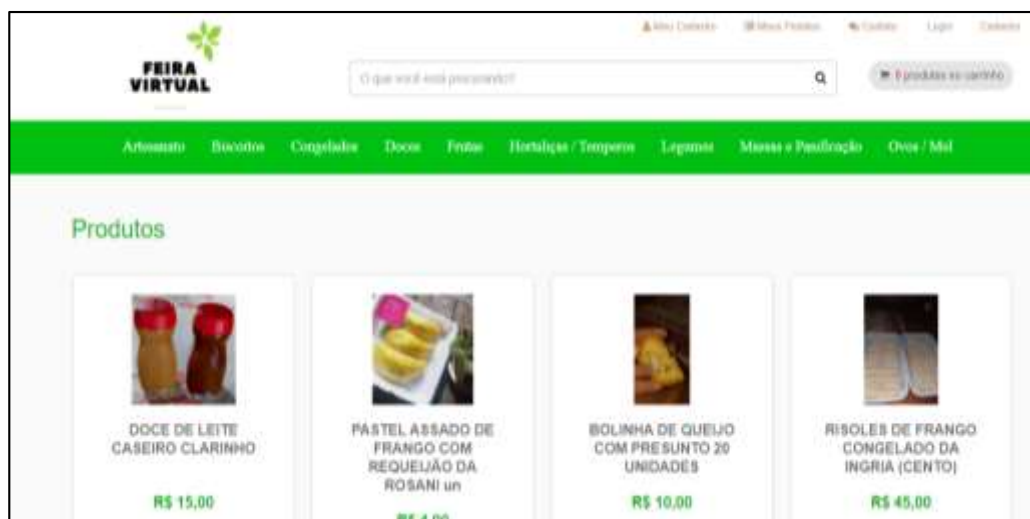 Meu Cadastro Meus Pedidos Contato Login Cadastro
FEIRA
VIRTUAL
O que você está procurando?
0 produtos no carrinho
Artesanato Biscoitos Congelados Doces Frutas Hortaliças / Temperos Legumes Massas e Panificação Ovos / Mel
Produtos
DOCE DE LEITE
CASEIRO CLARINHO
R$ 15,00
PASTEL ASSADO DE
FRANGO COM
REQUEIJÃO DA
ROSANI un
R$ 4,00
BOLINHA DE QUEIJO
COM PRESUNTO 20
UNIDADES
R$ 10,00
RISOLES DE FRANGO
CONGELADO DA
INGRIA (CENTO)
R$ 45,00